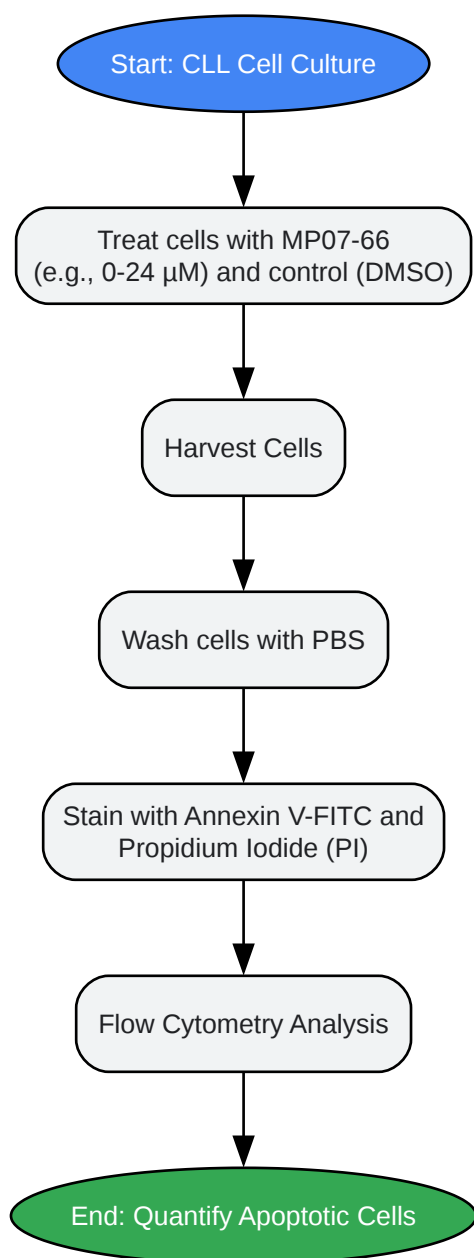 Start: CLL Cell Culture
Treat cells with MP07-66
(e.g., 0-24 µM) and control (DMSO)
Harvest Cells
Wash cells with PBS
Stain with Annexin V-FITC and
Propidium Iodide (PI)
Flow Cytometry Analysis
End: Quantify Apoptotic Cells